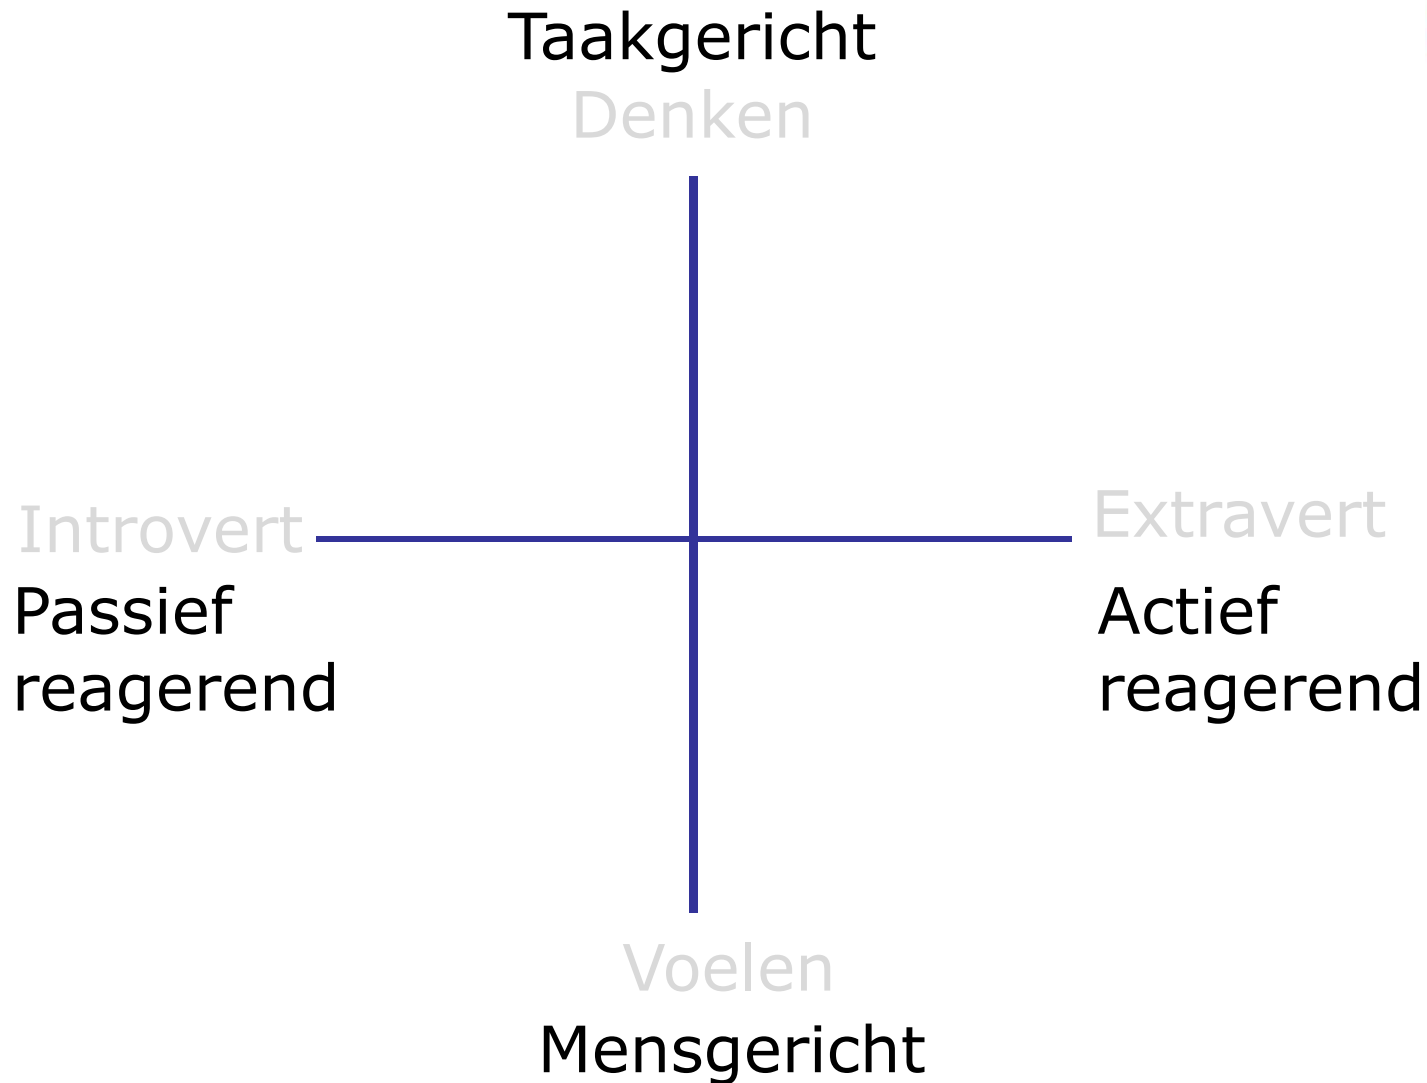 Taakgericht
Denken
Introvert
Extravert
Passief
reagerend
Actief
reagerend
Voelen
Mensgericht